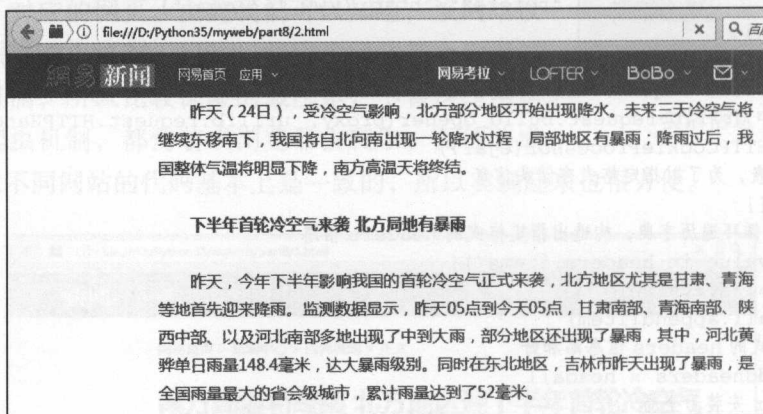 file:///D:/Python35/myweb/part8/2.html
網易 新闻 网易首页 应用 网易考拉 LOFTER BoBo
昨日（24日），受冷空气影响，北方部分地区开始出现降水。未来三天冷空气将
继续东移南下，我国将自北向南出现一轮降水过程，局部地区有暴雨；降雨过后，我
国整体气温将明显下降，南方高温天将终结。
下半年首轮冷空气来袭 北方局地有暴雨
昨天，今年下半年影响我国的首轮冷空气正式来袭，北方地区尤其是甘肃、青海
等地首先迎来降雨。监测数据显示，昨天05点到今天05点，甘肃南部、青海南部、陕
西中部、以及河北南部多地出现了中到大雨，部分地区还出现了暴雨，其中，河北黄
骅单日雨量148.4毫米，达大暴雨级别。同时在东北地区，吉林市昨天出现了暴雨，是
全国雨量最大的省会级城市，累计雨量达到了52毫米。